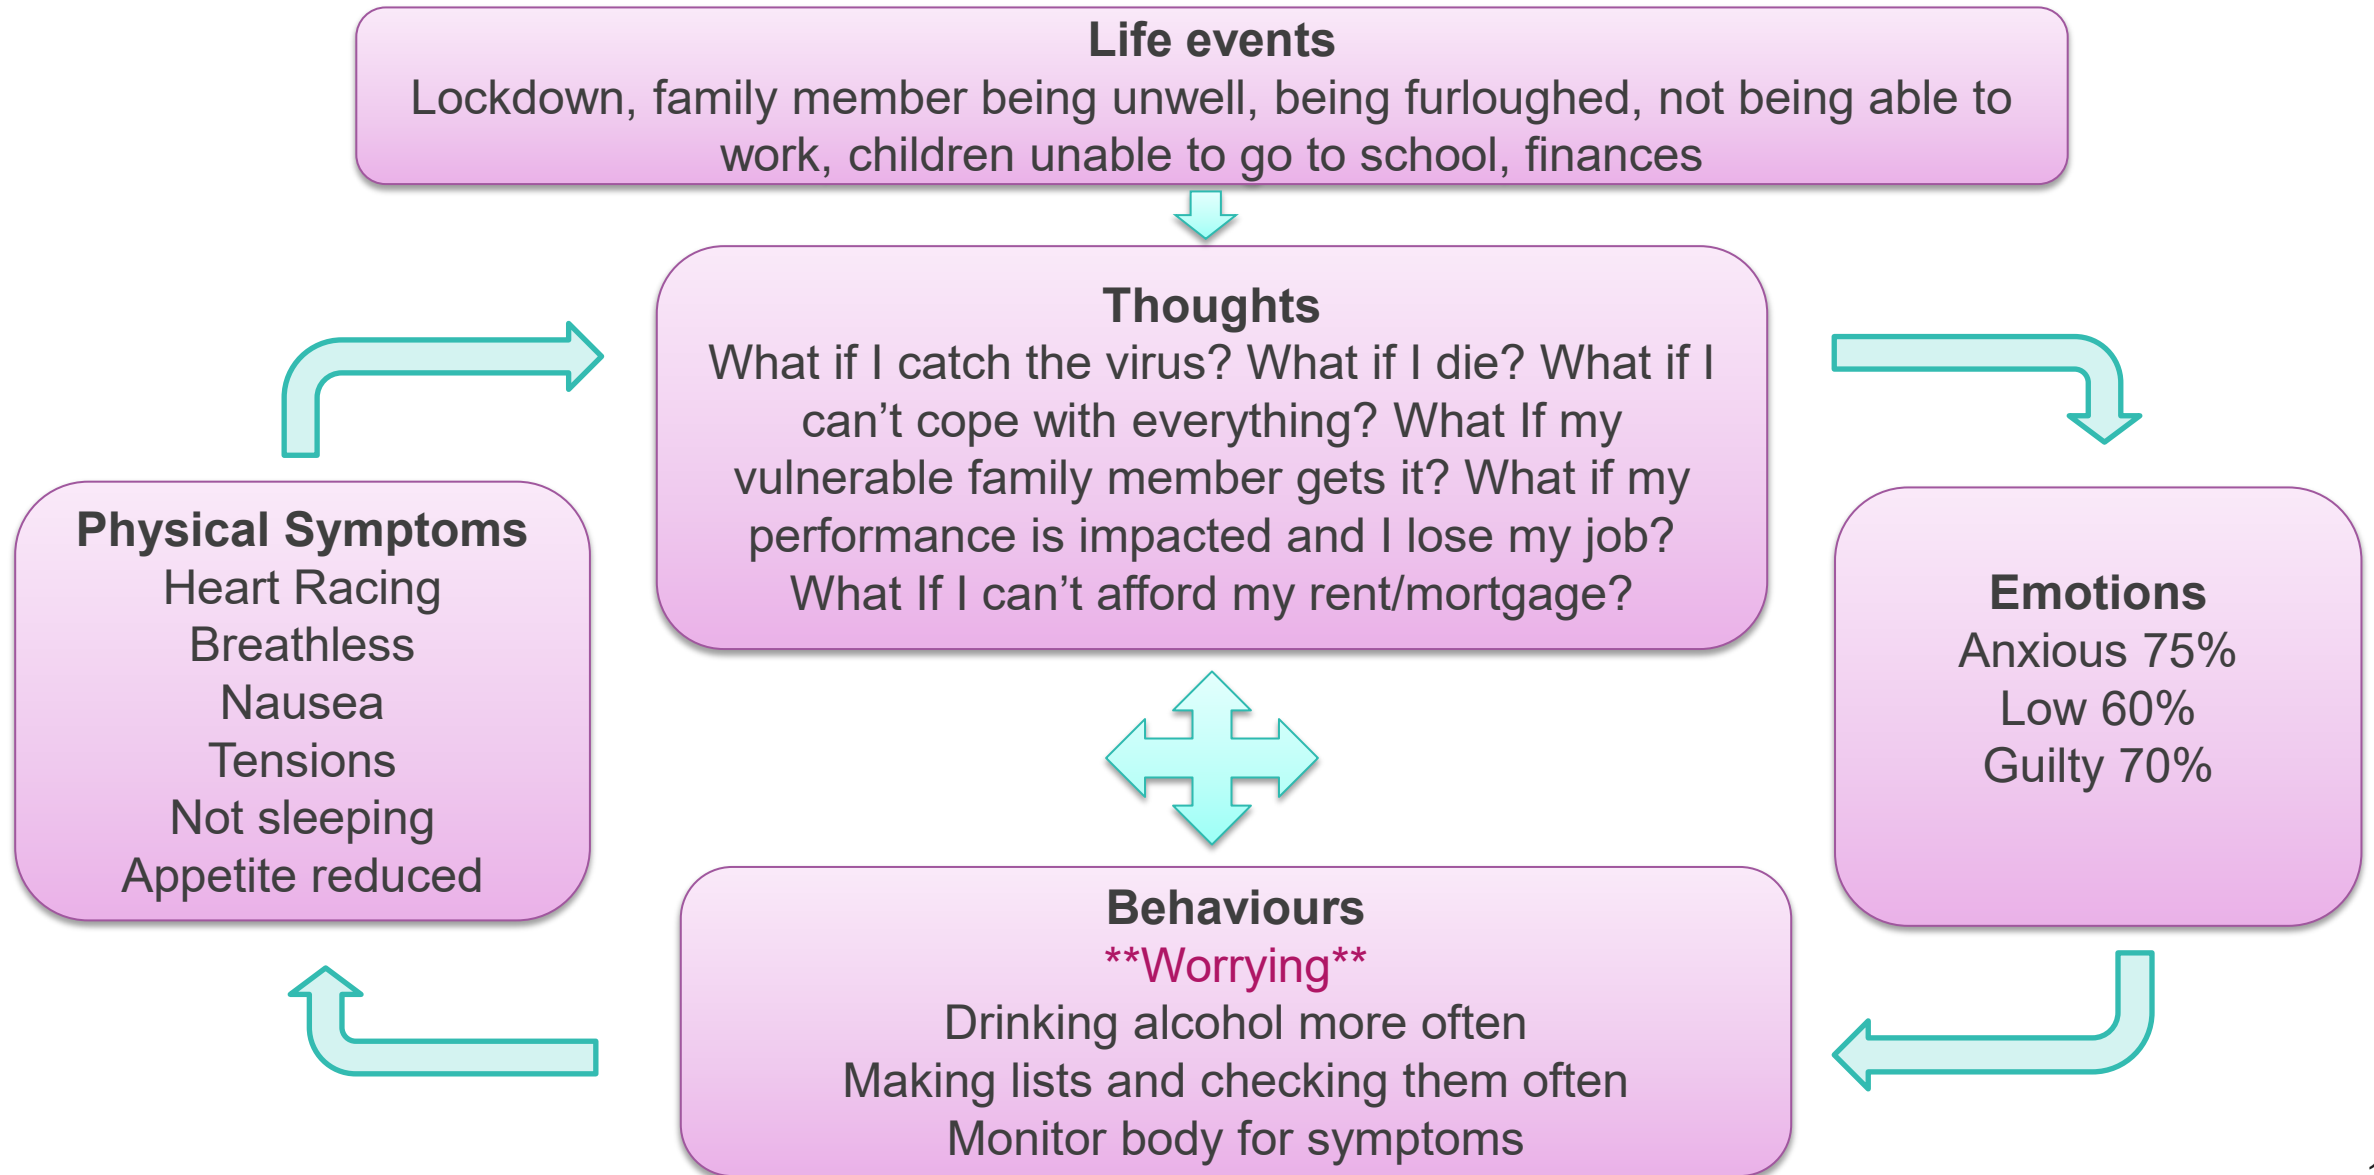 Life events
Lockdown, family member being unwell, being furloughed, not being able to
work, children unable to go to school, finances
Thoughts
What if I catch the virus? What if I die? What if I
can’t cope with everything? What If my
vulnerable family member gets it? What if my
performance is impacted and I lose my job?
What If I can’t afford my rent/mortgage?
Physical Symptoms
Heart Racing
Breathless
Nausea
Tensions
Not sleeping
Appetite reduced
Emotions
Anxious 75%
Low 60%
Guilty 70%
Behaviours
**Worrying**
Drinking alcohol more often
Making lists and checking them often
Monitor body for symptoms